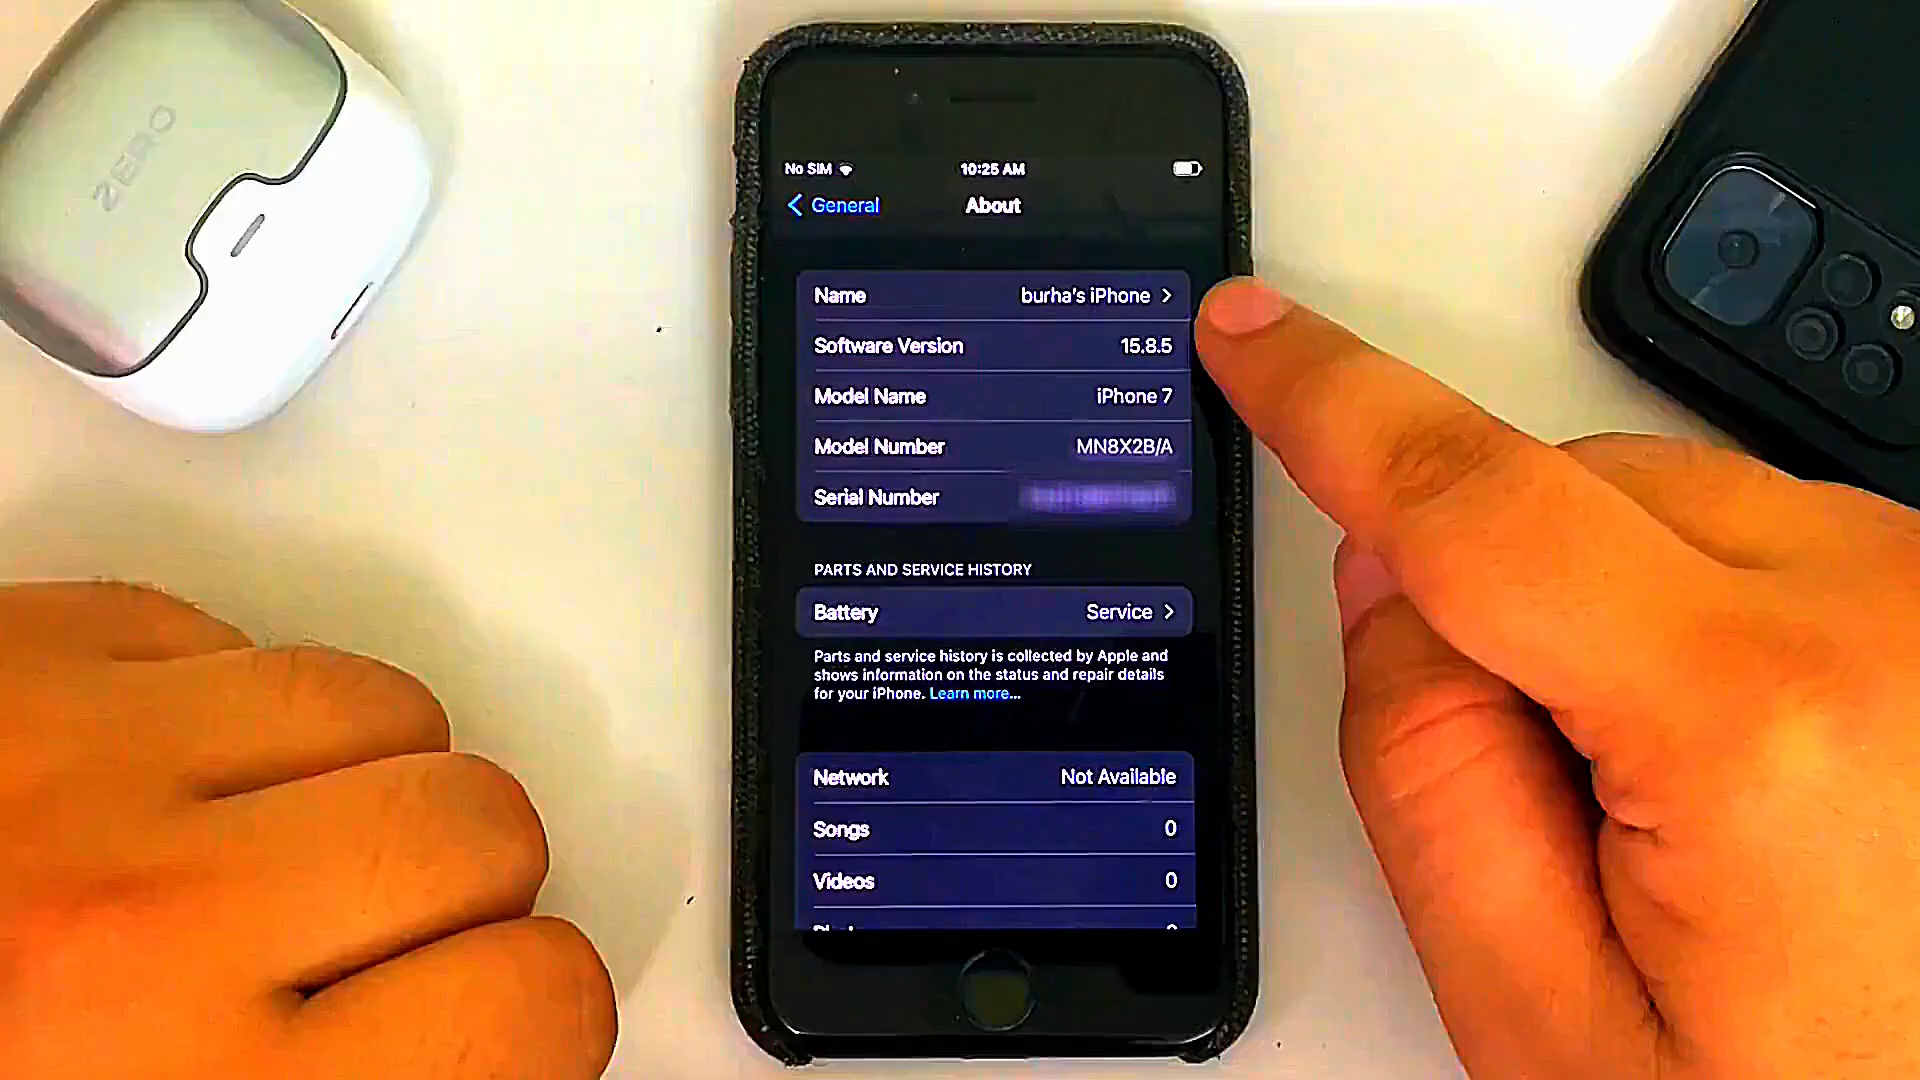 ZERO
No SIM 10:25 AM
General About
Name burha's iPhone
Software Version 15.8.5
Model Name iPhone 7
Model Number MN8X2B/A
Serial Number
PARTS AND SERVICE HISTORY
Battery Service
Parts and service history is collected by Apple and
shows information on the status and repair details
for your iPhone. Learn more...
Network Not Available
Songs 0
Videos 0